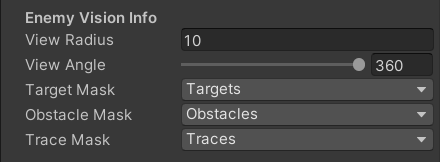 Enemy Vision Info
View Radius 10
View Angle 360
Target Mask Targets
Obstacle Mask Obstacles
Trace Mask Traces